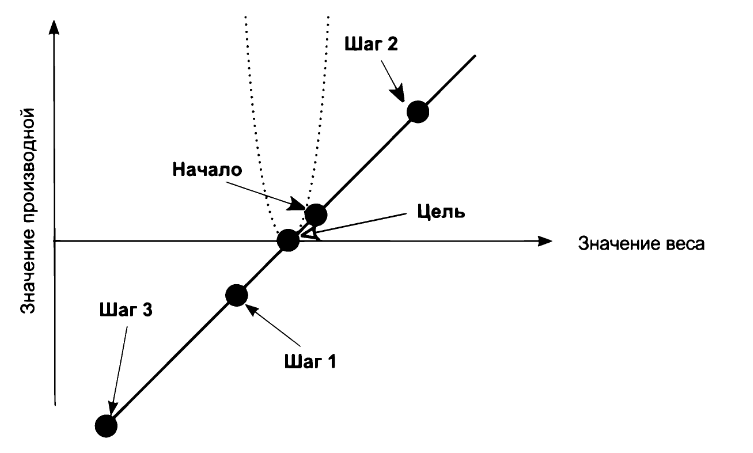 Шаг 2
Начало
Цель
Значение производной
Значение веса
Шаг 3
Шаг 1